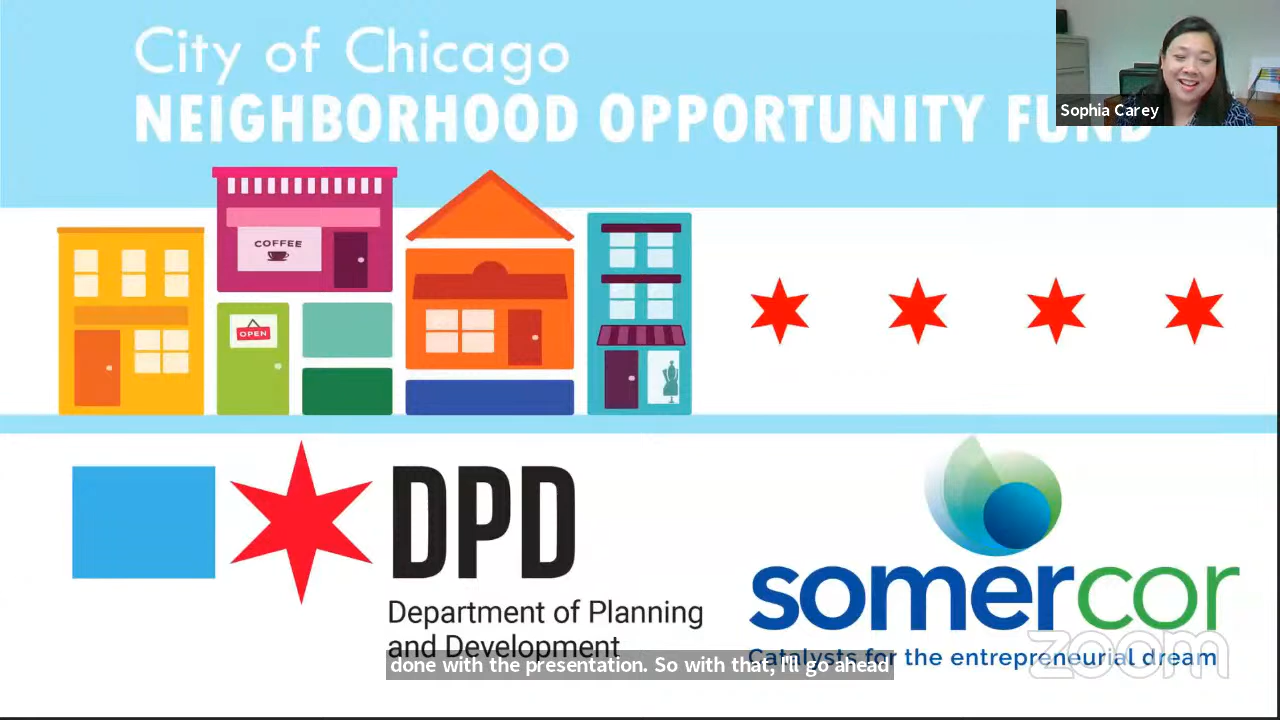 City of Chicago
NEIGHBORHOOD OPPORTUNITY FUND
Sophia Carey
COFFEE
OPEN
DPD
Department of Planning
and Development
somercor
Catalysts for the entrepreneurial dream
zoom
done with the presentation. So with that, I'll go ahead